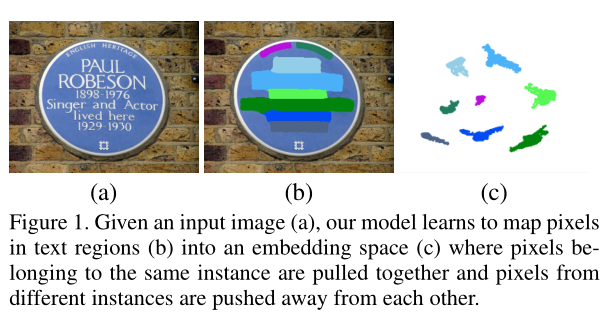 ENGLISH HERITAGE
PAUL
ROBESON
1898-1976
Singer and Actor
lived here
1929-1930
(a)
(b)
(c)
Figure 1. Given an input image (a), our model learns to map pixels
in text regions (b) into an embedding space (c) where pixels be-
longing to the same instance are pulled together and pixels from
different instances are pushed away from each other.